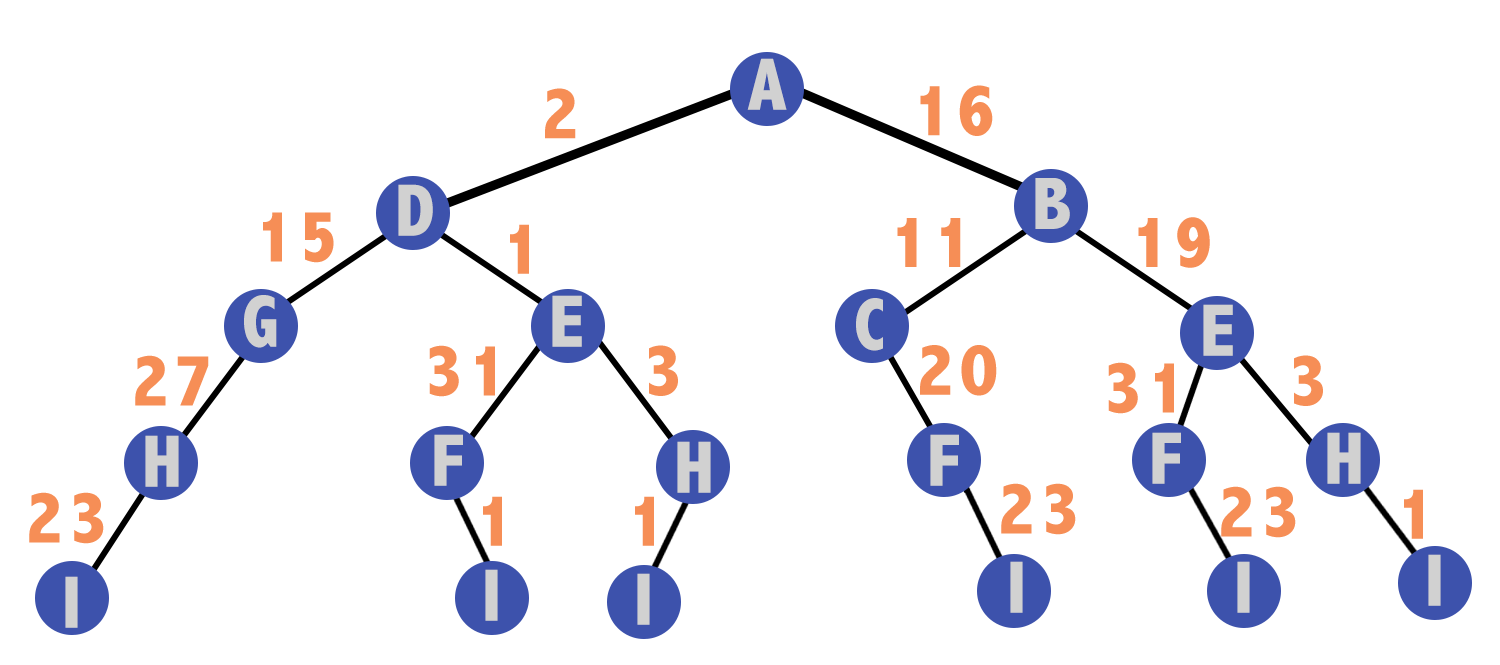 A
2 16
D B
15 1 11 19
G E C E
27 31 3 20 31 3
H F H F F H
23 1 1 23 23 1
I I I I I I